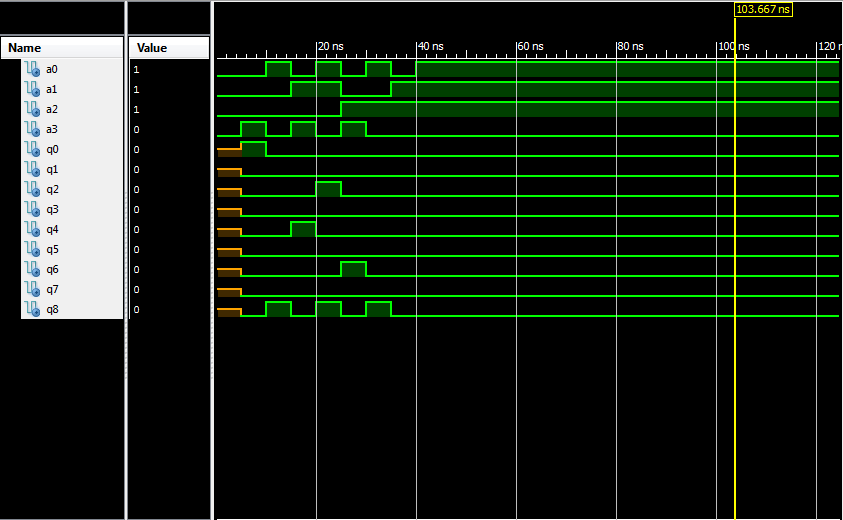 103.667 ns
Name Value
20 ns 40 ns 60 ns 80 ns 100 ns 120 n
a0 1
a1 1
a2 1
a3 0
q0 0
q1 0
q2 0
q3 0
q4 0
q5 0
q6 0
q7 0
q8 0